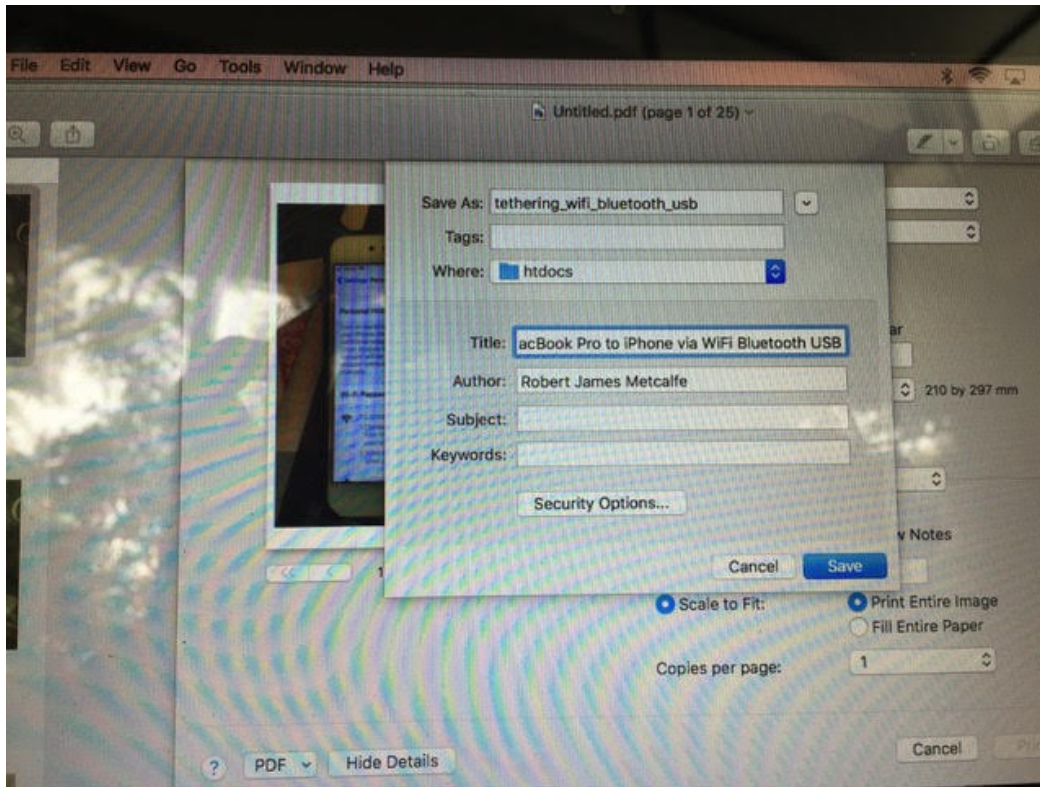 File Edit View Go Tools Window Help
Untitled.pdf (page 1 of 25)
Save As: tethering_wifi_bluetooth_usb
Tags:
Where: htdocs
Title: acBook Pro to iPhone via WiFi Bluetooth USB
ar
Author: Robert James Metcalfe
210 by 297 mm
Subject:
Keywords:
Security Options...
w Notes
Cancel Save
Scale to Fit: Print Entire Image
Fill Entire Paper
Copies per page: 1
? PDF Hide Details Cancel